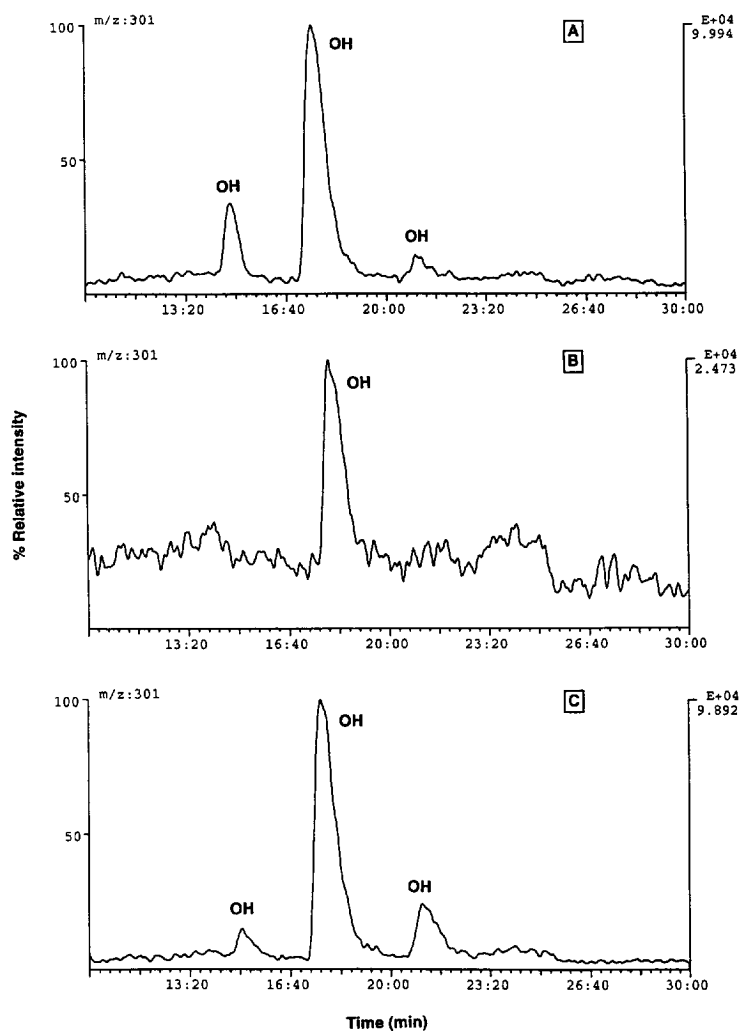 m/z:301
A
E+04
9.994
100
50
OH
OH
OH
13:20 16:40 20:00 23:20 26:40 30:00
m/z:301
B
E+04
2.473
100
50
OH
13:20 16:40 20:00 23:20 26:40 30:00
% Relative intensity
m/z:301
C
E+04
9.892
100
50
OH
OH
OH
13:20 16:40 20:00 23:20 26:40 30:00
Time (min)